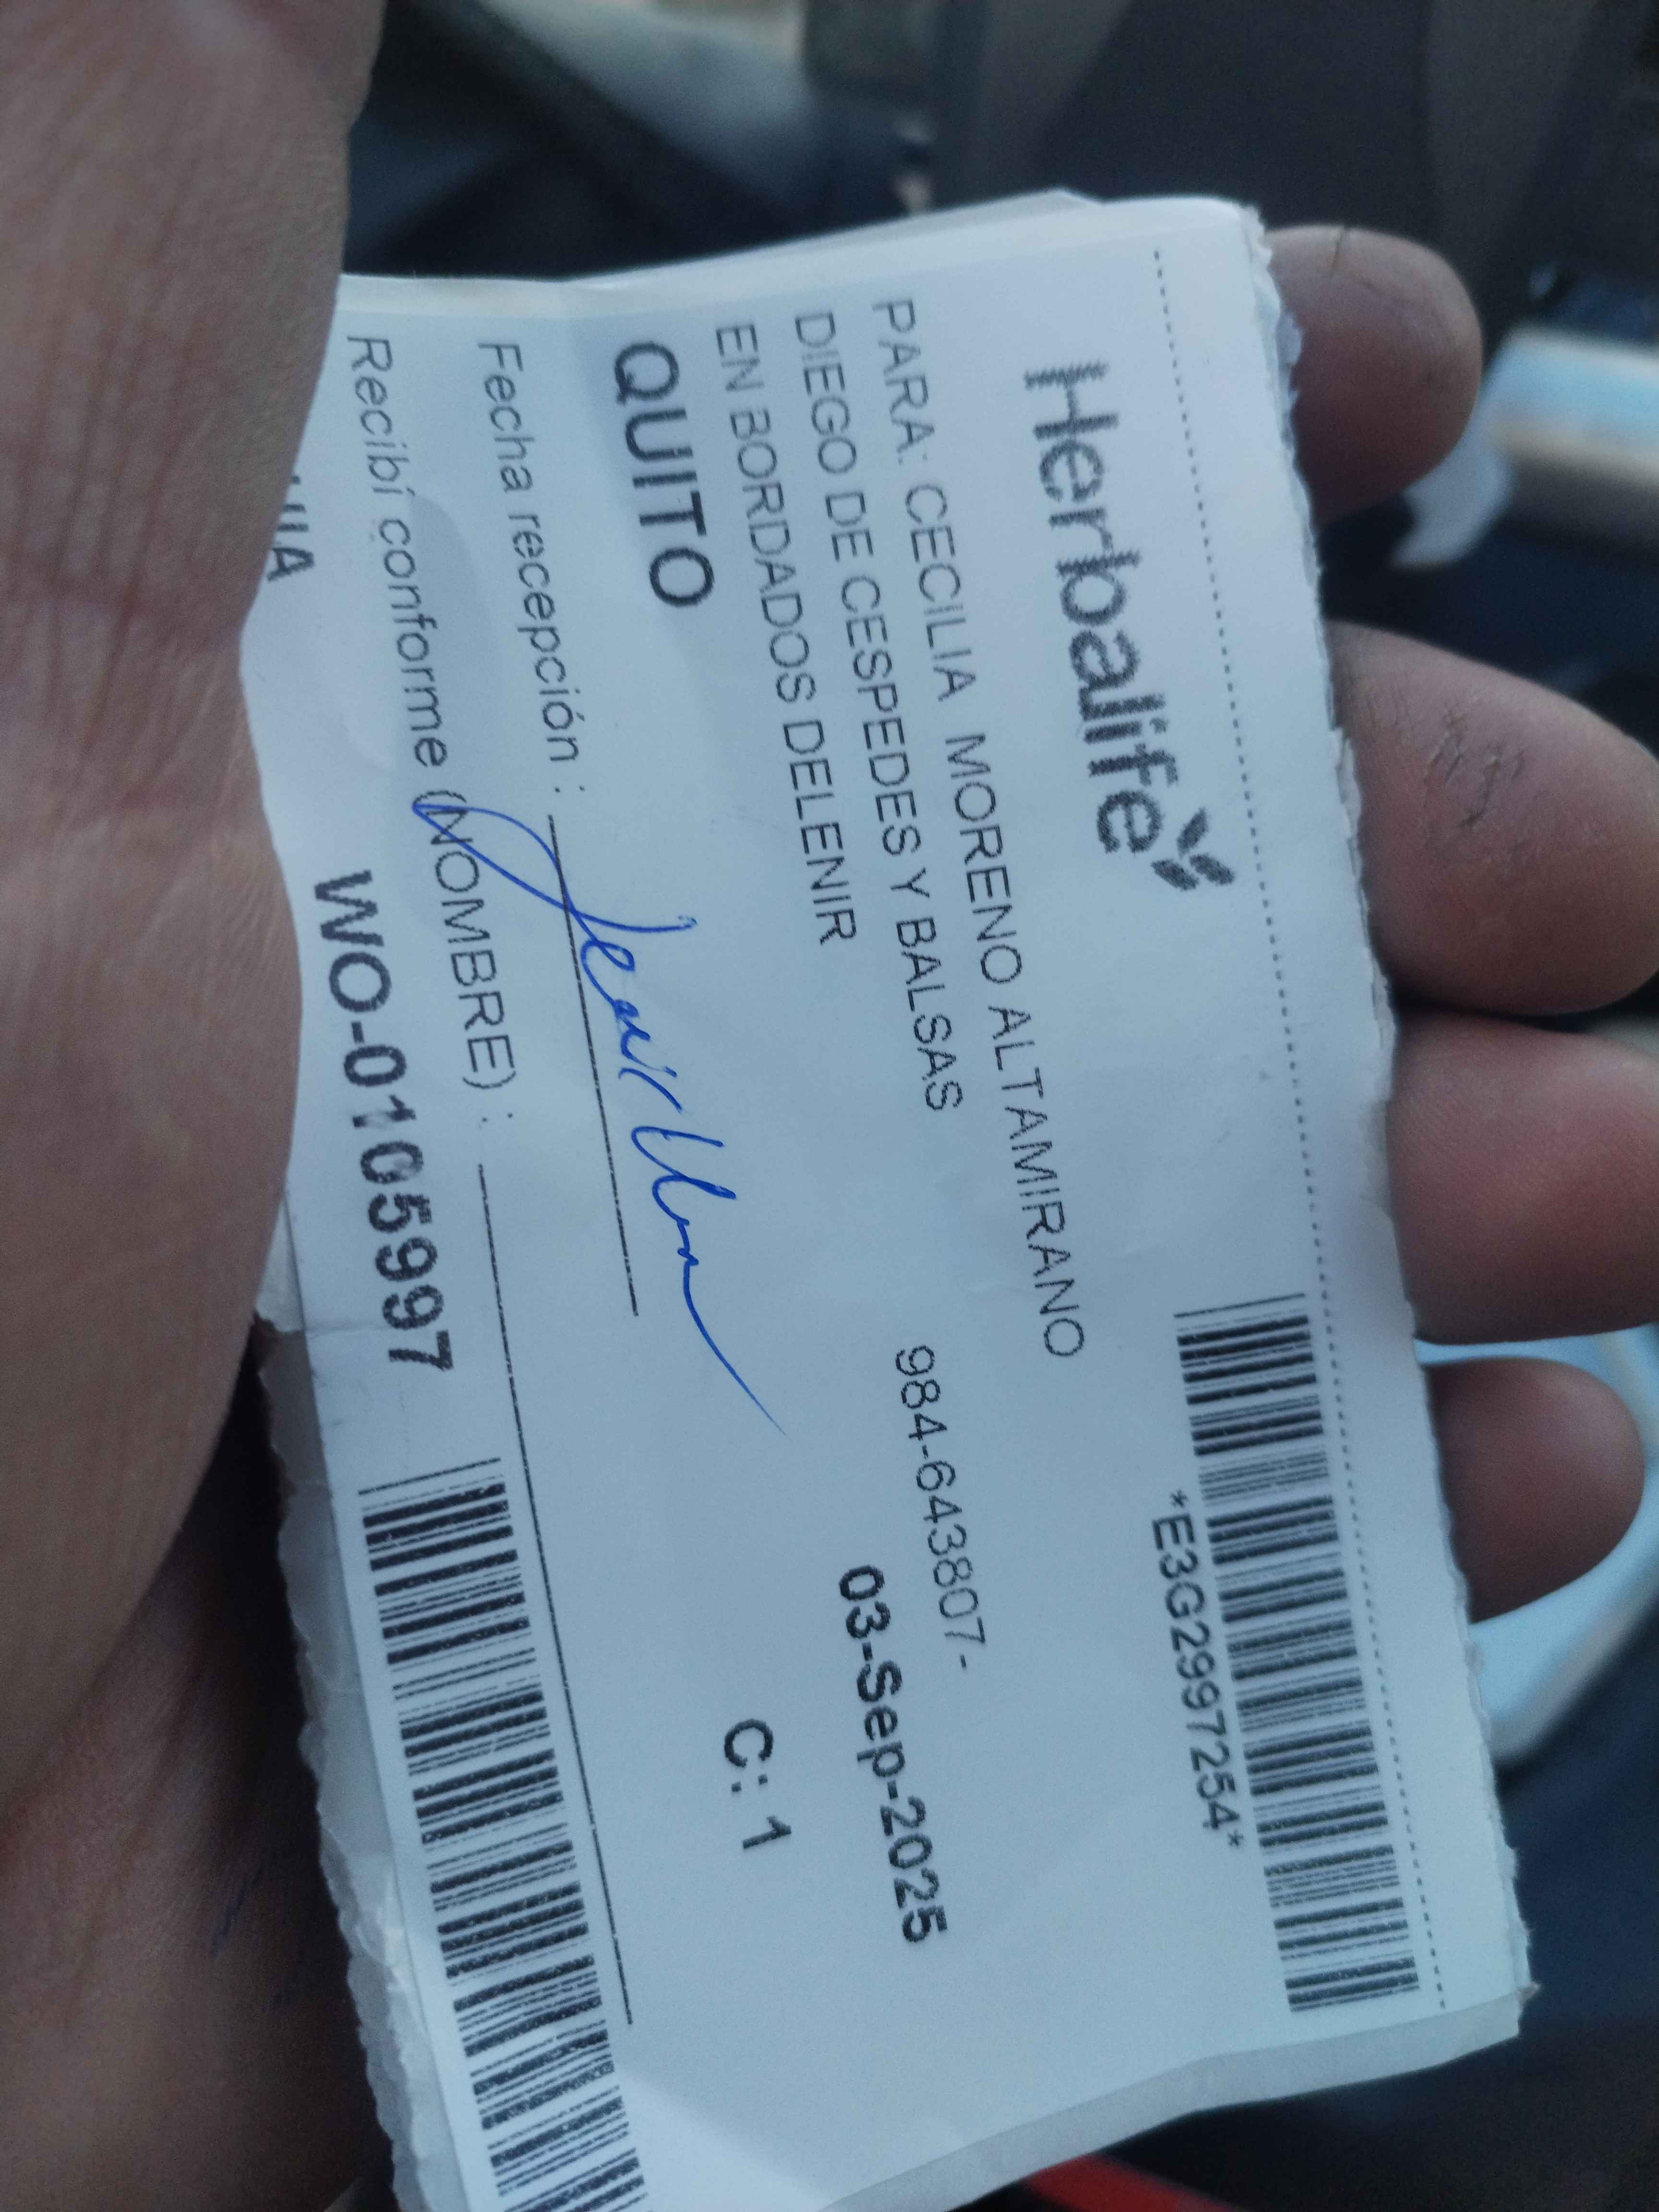 Herbalife
*E3G2997254*
PARA: CECILIA MORENO ALTAMIRANO
DIEGO DE CESPEDES Y BALSAS
984-643807-
EN BORDADOS DELENIR
03-Sep-2025
QUITO
C: 1
Fecha recepción :
Recibí conforme (NOMBRE) :
WO-0105997